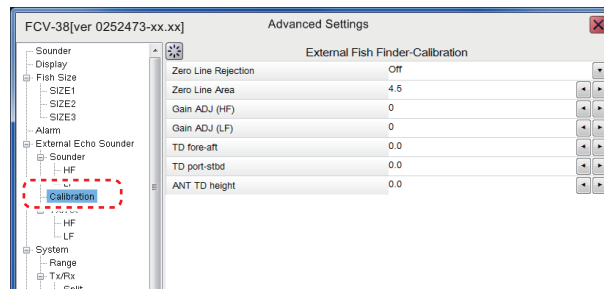 FCV-38[ver 0252473-xx.xx]
Advanced Settings
Sounder
Display
Fish Size
SIZE1
SIZE2
SIZE3
Alarm
External Echo Sounder
Sounder
HF
LF
Calibration
HF
LF
System
Range
Tx/Rx
Split
External Fish Finder-Calibration
Zero Line Rejection Off
Zero Line Area 4.5
Gain ADJ (HF) 0
Gain ADJ (LF) 0
TD fore-aft 0.0
TD port-stbd 0.0
ANT TD height 0.0